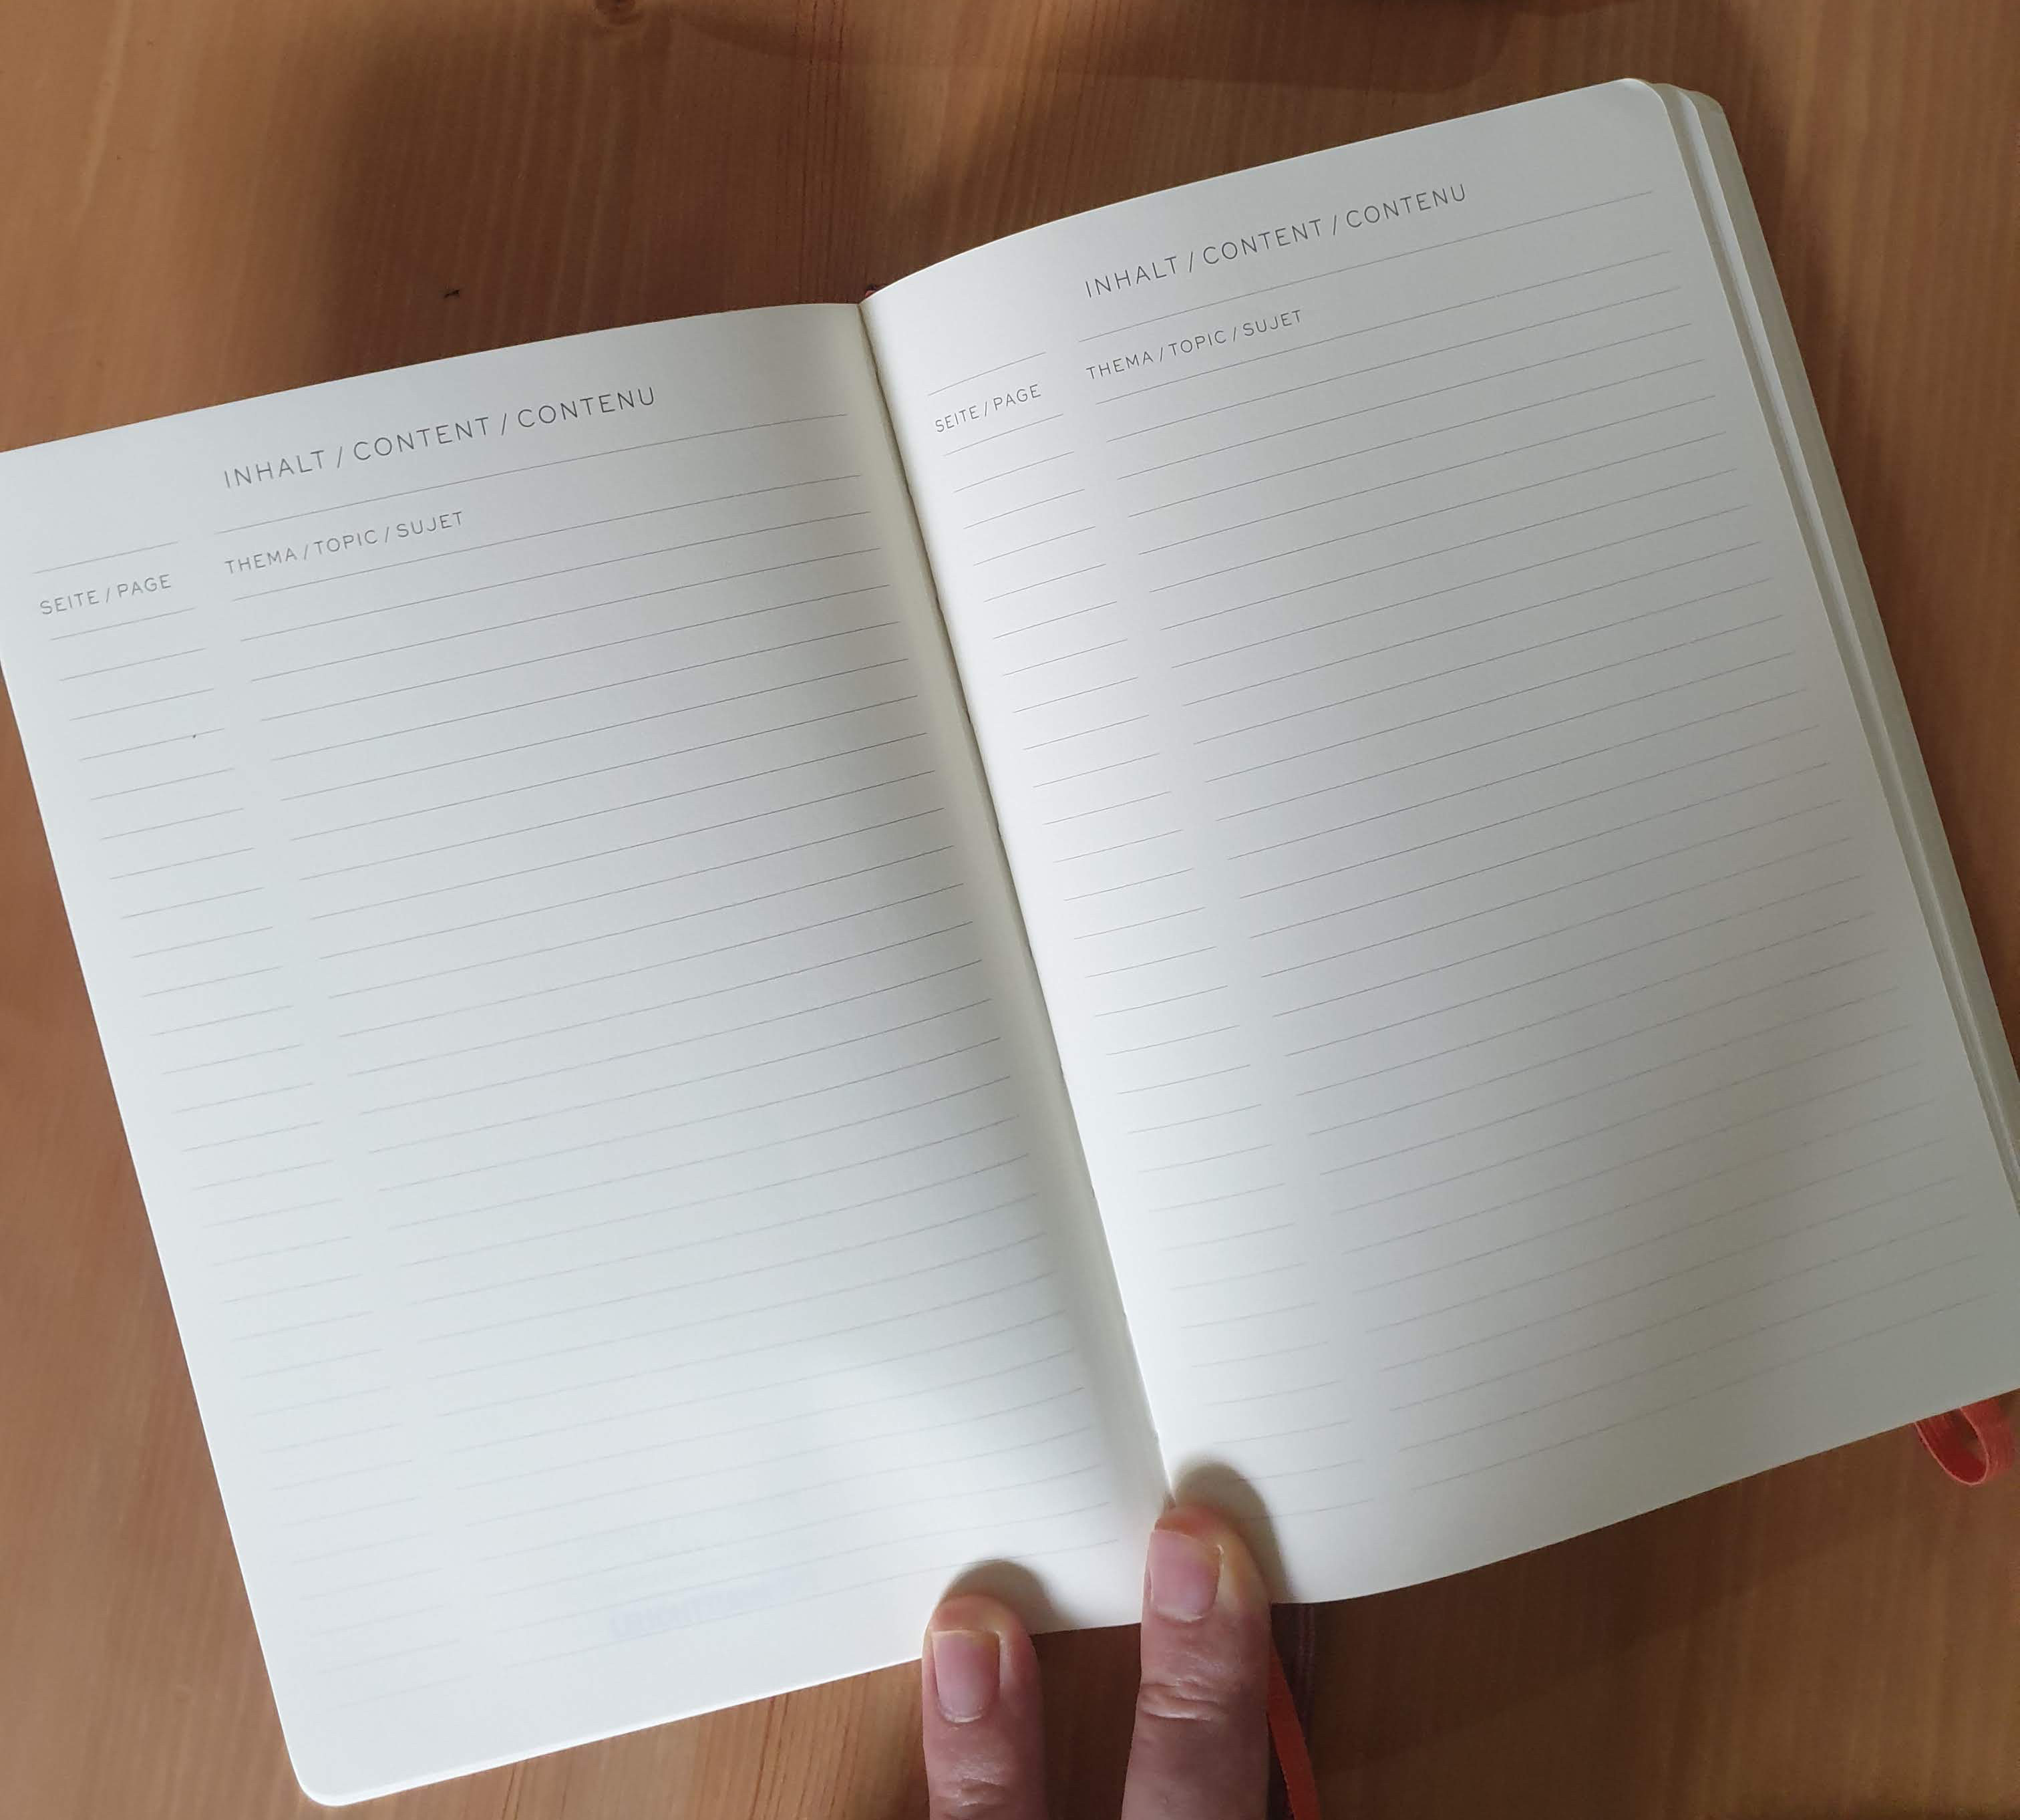 INHALT / CONTENT / CONTENU
THEMA / TOPIC / SUJET
SEITE / PAGE
INHALT / CONTENT / CONTENU
THEMA / TOPIC / SUJET
SEITE / PAGE